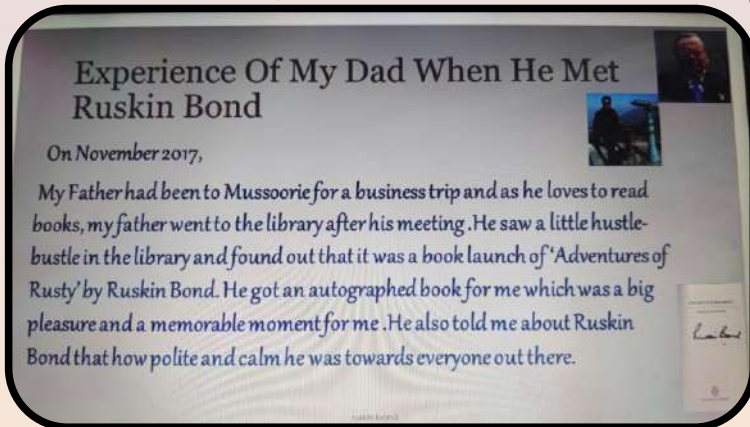 Experience Of My Dad When He Met
Ruskin Bond
On November 2017,
My Father had been to Mussoorie for a business trip and as he loves to read
books, my father went to the library after his meeting .He saw a little hustle-
bustle in the library and found out that it was a book launch of 'Adventures of
Rusty' by Ruskin Bond. He got an autographed book for me which was a big
pleasure and a memorable moment for me .He also told me about Ruskin
Bond that how polite and calm he was towards everyone out there.
ruskin bond